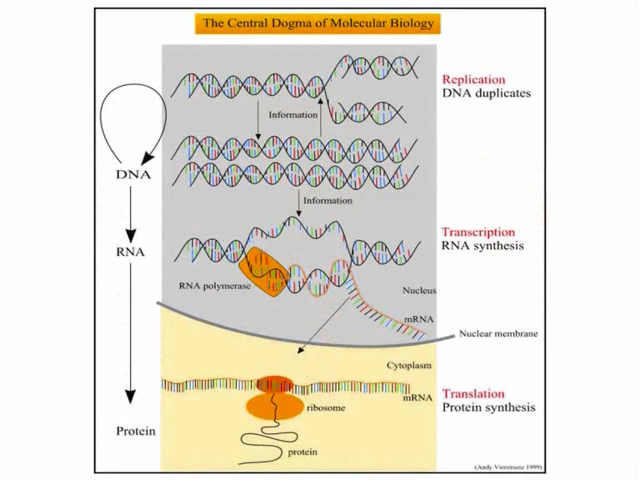 The Central Dogma of Molecular Biology
Replication
DNA duplicates
Information
DNA
Information
Transcription
RNA synthesis
RNA
RNA polymerase
Nucleus
mRNA
Nuclear membrane
Cytoplasm
mRNA
Translation
Protein synthesis
ribosome
Protein
protein
(Andy Vierstraete 1999)